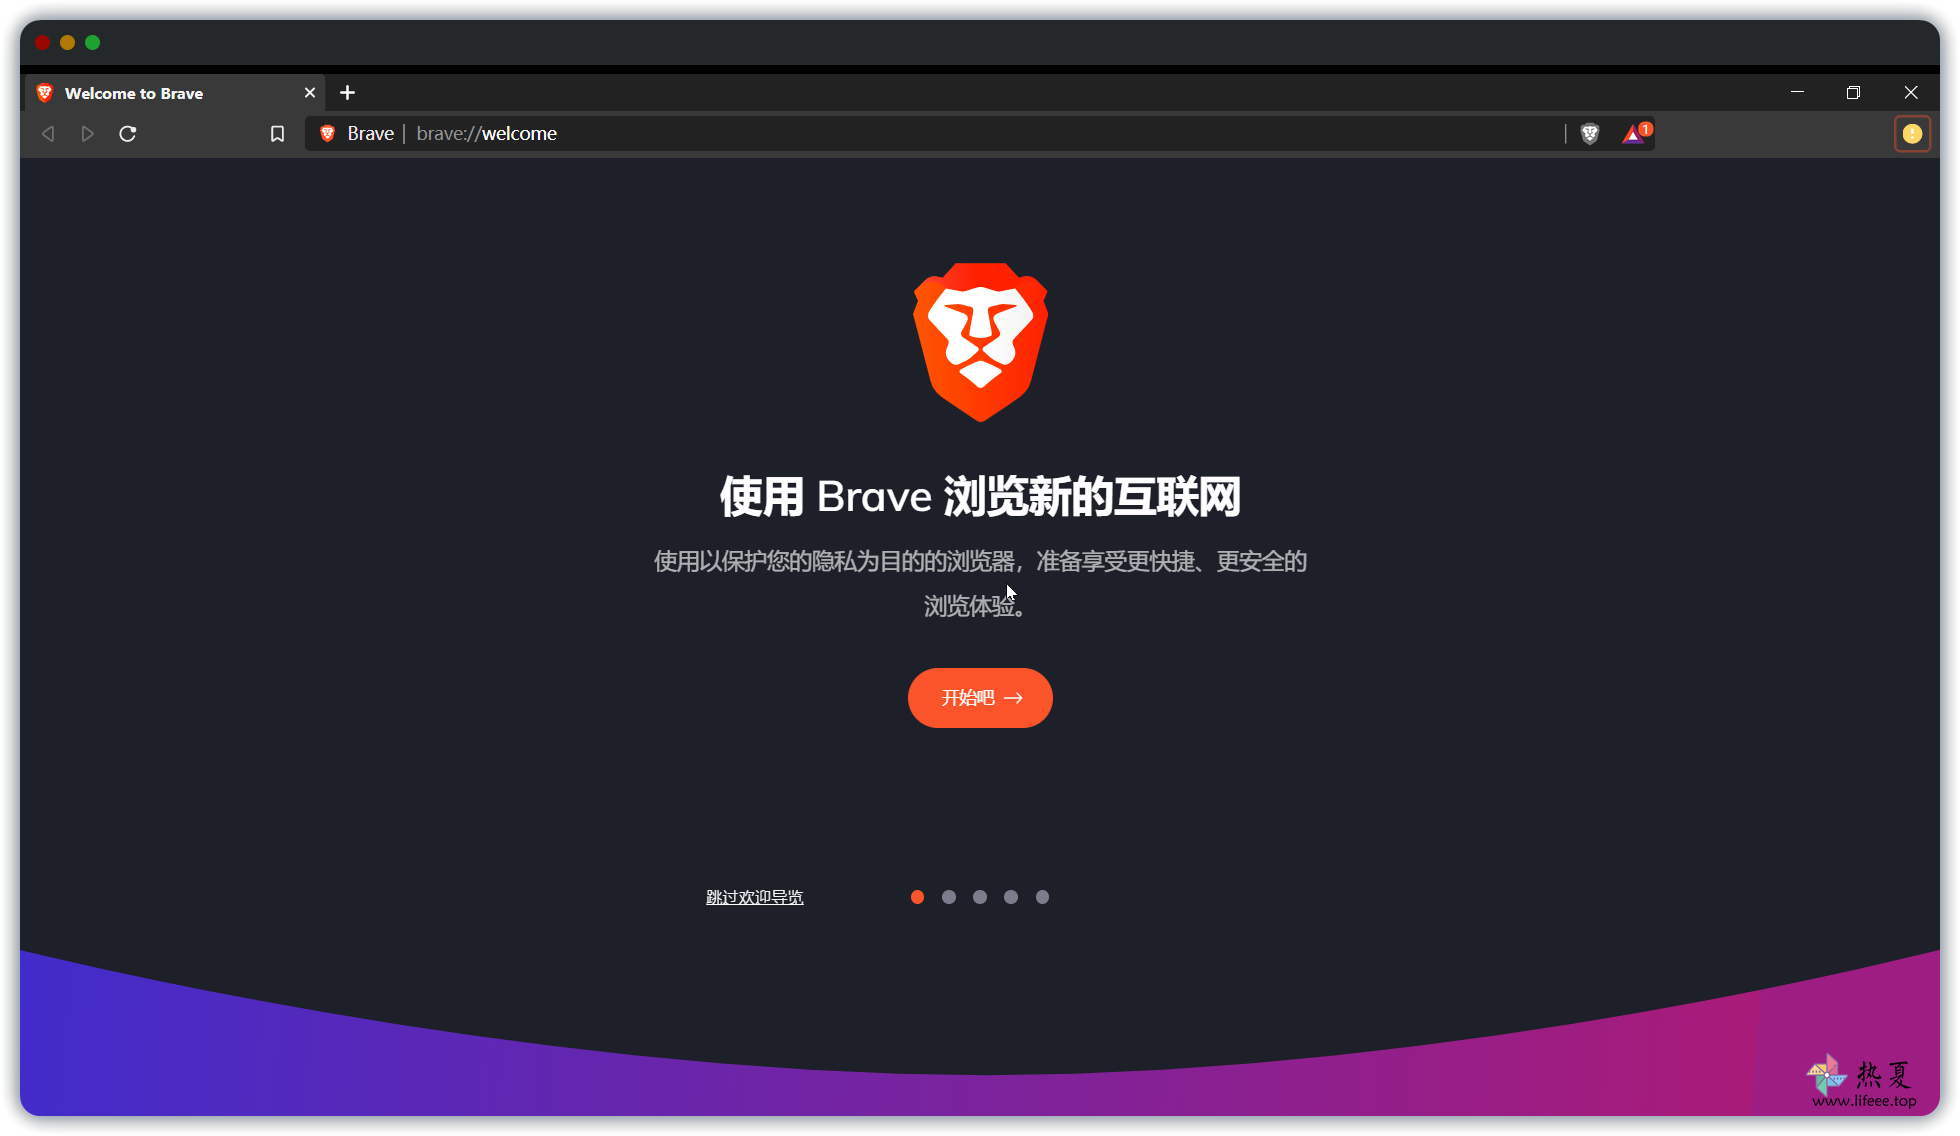 Welcome to Brave
Brave | brave://welcome
1
使用 Brave 浏览新的互联网
使用以保护您的隐私为目的的浏览器，准备享受更快捷、更安全的
浏览体验。
开始吧 →
跳过欢迎导览
热夏
www.lifeee.top